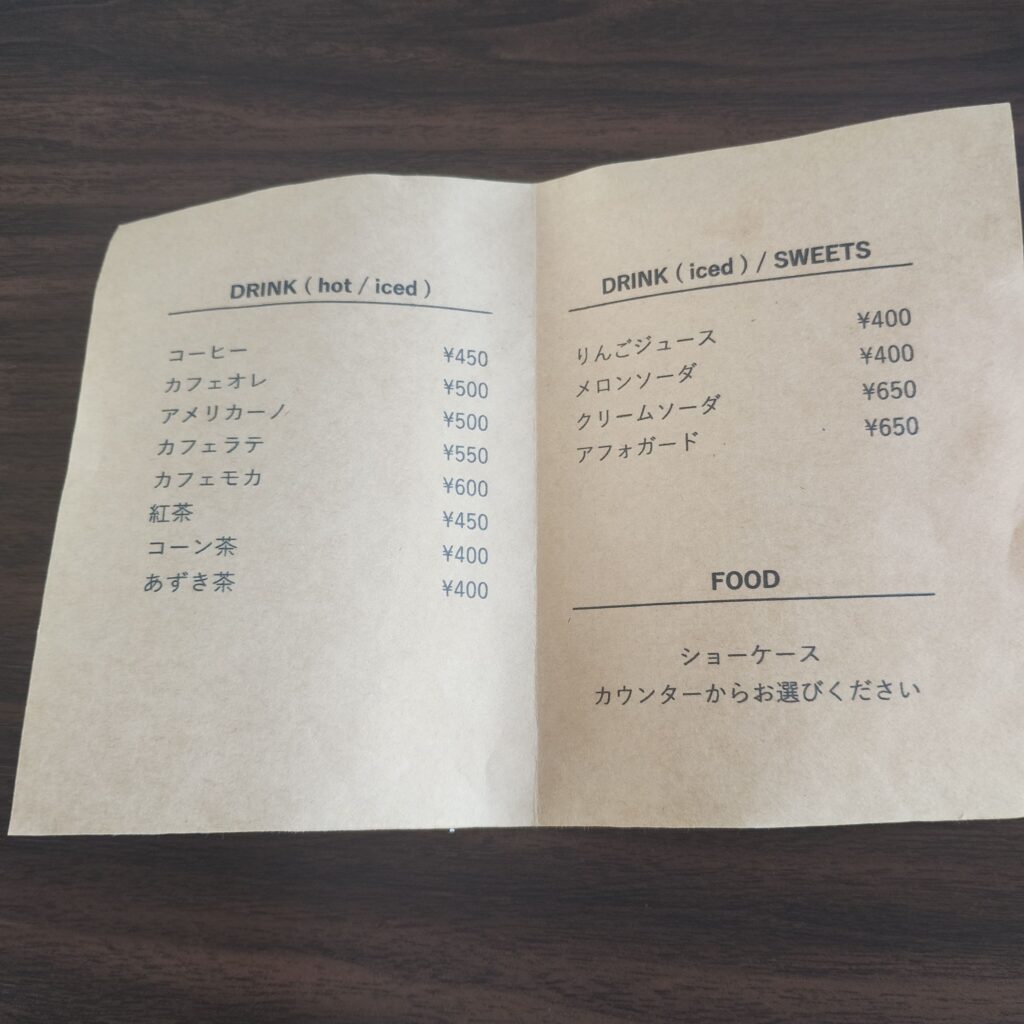 DRINK ( hot / iced )
コーヒー ¥450
カフェオレ ¥500
アメリカーノ ¥500
カフェラテ ¥550
カフェモカ ¥600
紅茶 ¥450
コーン茶 ¥400
あずき茶 ¥400
DRINK ( iced ) / SWEETS
りんごジュース ¥400
メロンソーダ ¥400
クリームソーダ ¥650
アフォガード ¥650
FOOD
ショーケース
カウンターからお選びください